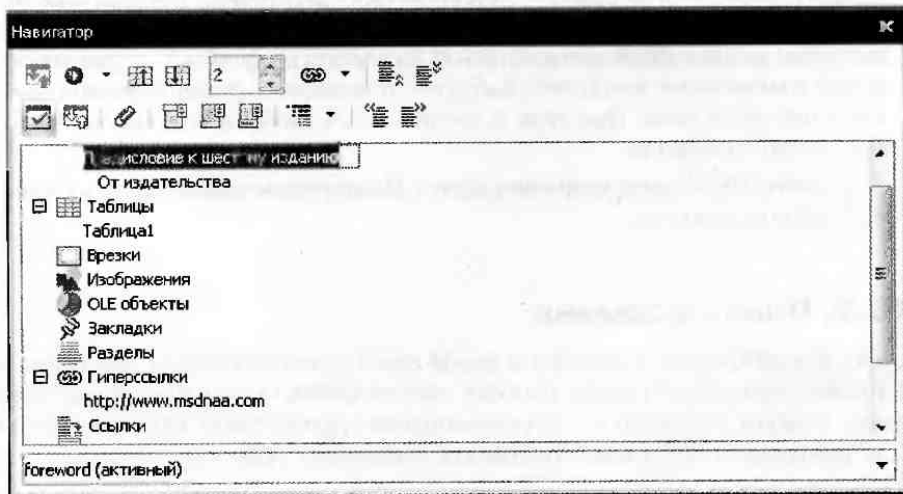 Навигатор
2
Предисловие к шестому изданию
От издательства
Таблицы
Таблица1
Врезки
Изображения
OLE объекты
Закладки
Разделы
Гиперссылки
http://www.msdnaa.com
Ссылки
foreword (активный)